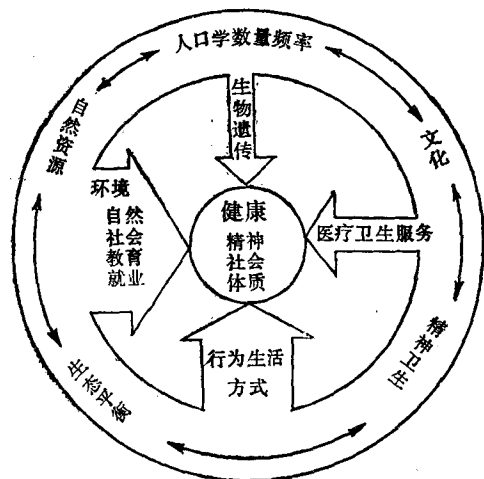 人口学数量频率
自然资源
文化
生物遗传
环境
自然
社会
教育
就业
健康
精神
社会
体质
医疗卫生服务
行为生活
方式
生态平衡
精神卫生